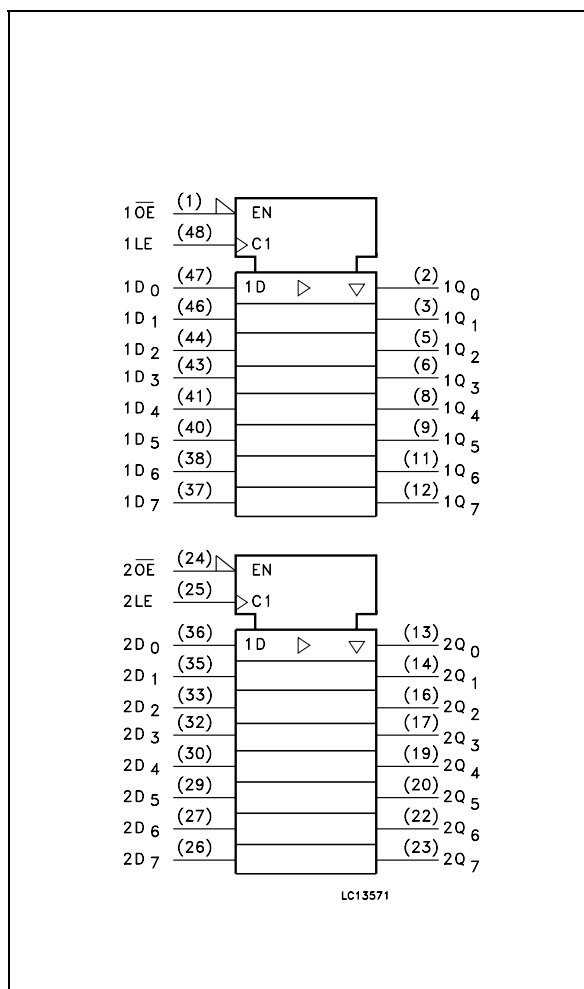 1OE (1) EN
1LE (48) C1
1D0 (47) 1D (2) 1Q0
1D1 (46) (3) 1Q1
1D2 (44) (5) 1Q2
1D3 (43) (6) 1Q3
1D4 (41) (8) 1Q4
1D5 (40) (9) 1Q5
1D6 (38) (11) 1Q6
1D7 (37) (12) 1Q7
2OE (24) EN
2LE (25) C1
2D0 (36) 1D (13) 2Q0
2D1 (35) (14) 2Q1
2D2 (33) (16) 2Q2
2D3 (32) (17) 2Q3
2D4 (30) (19) 2Q4
2D5 (29) (20) 2Q5
2D6 (27) (22) 2Q6
2D7 (26) (23) 2Q7
LC13571